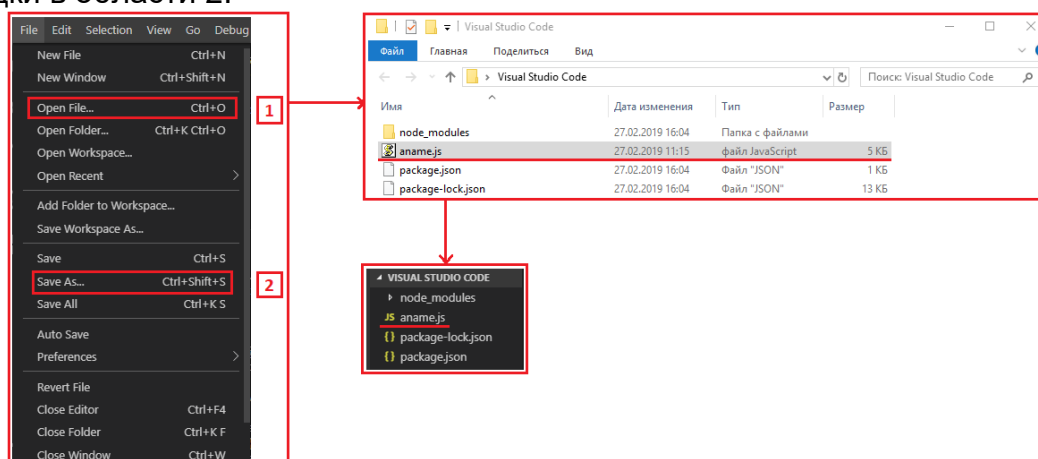 дки в области 2.
File Edit Selection View Go Debug
New File Ctrl+N
New Window Ctrl+Shift+N
Open File... Ctrl+O
Open Folder... Ctrl+K Ctrl+O
Open Workspace...
Open Recent
Add Folder to Workspace...
Save Workspace As...
Save Ctrl+S
Save As... Ctrl+Shift+S
Save All Ctrl+K S
Auto Save
Preferences
Revert File
Close Editor Ctrl+F4
Close Folder Ctrl+K F
Close Window Ctrl+W
1
2
Visual Studio Code
Файл Главная Поделиться Вид
Visual Studio Code Поиск: Visual Studio Code
Имя Дата изменения Тип Размер
node_modules 27.02.2019 16:04 Папка с файлами
aname.js 27.02.2019 11:15 файл JavaScript 5 КБ
package.json 27.02.2019 16:04 Файл "JSON" 1 КБ
package-lock.json 27.02.2019 16:04 Файл "JSON" 13 КБ
VISUAL STUDIO CODE
node_modules
JS aname.js
{} package-lock.json
{} package.json